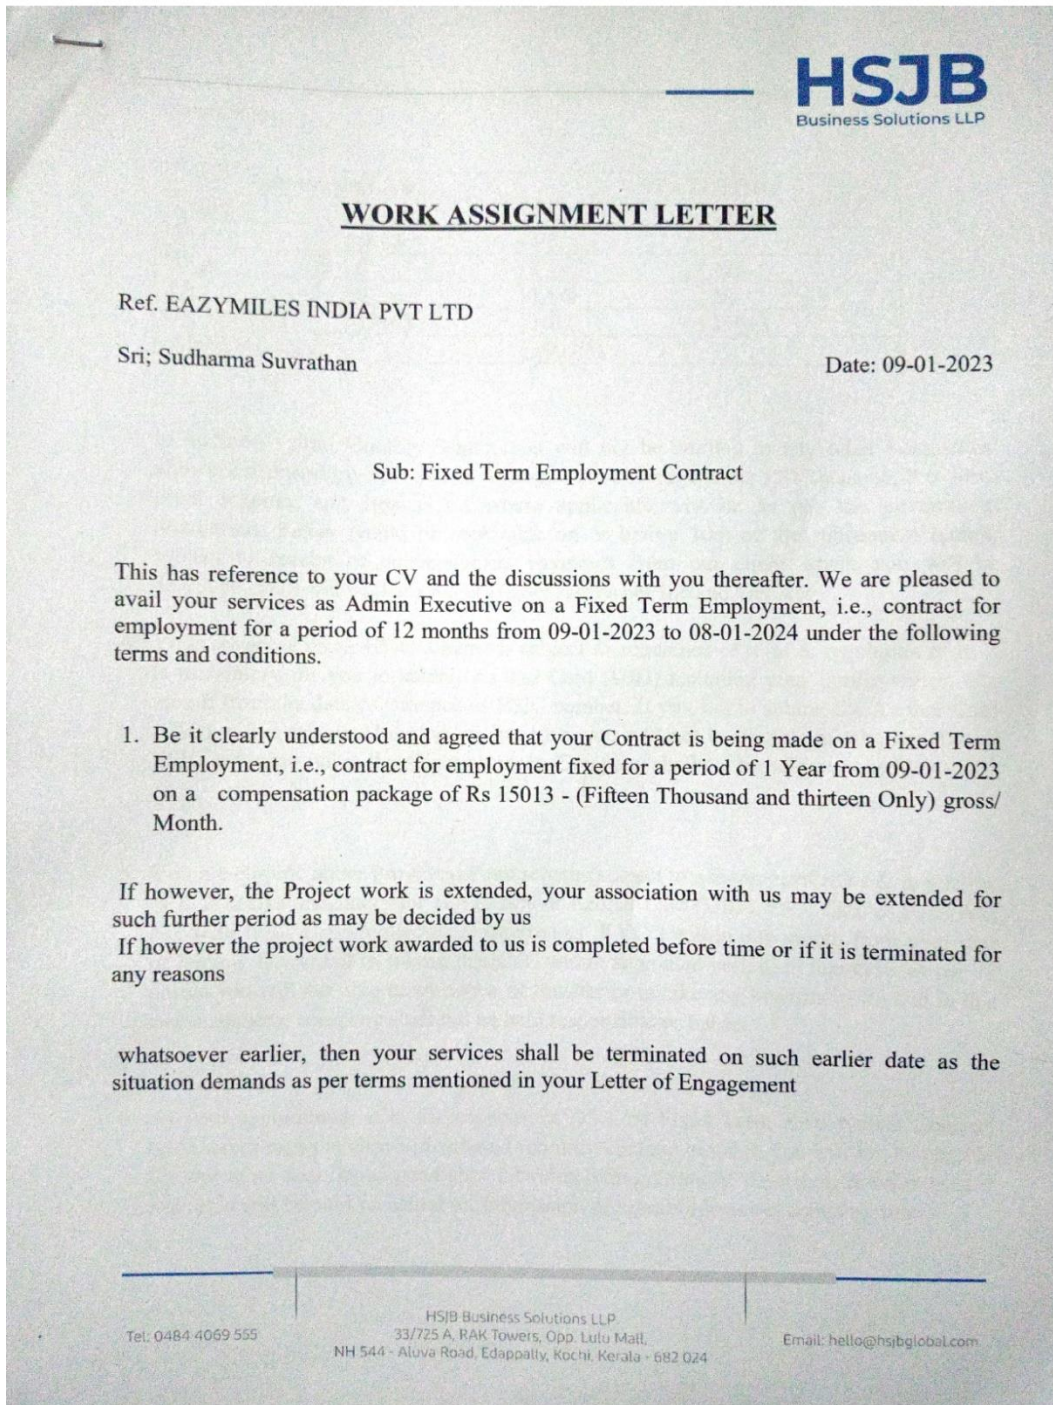 HSJB
Business Solutions LLP
WORK ASSIGNMENT LETTER
Ref. EAZYMILES INDIA PVT LTD
Sri; Sudharma Suvrathan
Date: 09-01-2023
Sub: Fixed Term Employment Contract
This has reference to your CV and the discussions with you thereafter. We are pleased to
avail your services as Admin Executive on a Fixed Term Employment, i.e., contract for
employment for a period of 12 months from 09-01-2023 to 08-01-2024 under the following
terms and conditions.
1. Be it clearly understood and agreed that your Contract is being made on a Fixed Term
Employment, i.e., contract for employment fixed for a period of 1 Year from 09-01-2023
on a compensation package of Rs 15013 - (Fifteen Thousand and thirteen Only) gross/
Month.
If however, the Project work is extended, your association with us may be extended for
such further period as may be decided by us
If however the project work awarded to us is completed before time or if it is terminated for
any reasons
whatsoever earlier, then your services shall be terminated on such earlier date as the
situation demands as per terms mentioned in your Letter of Engagement
Tel: 0484 4069 555
HSJB Business Solutions LLP
33/725 A, RAK Towers, Opp. Lulu Mall,
NH 544 - Aluva Road, Edappally, Kochi, Kerala - 682 024
Email: hello@hsjbglobal.com